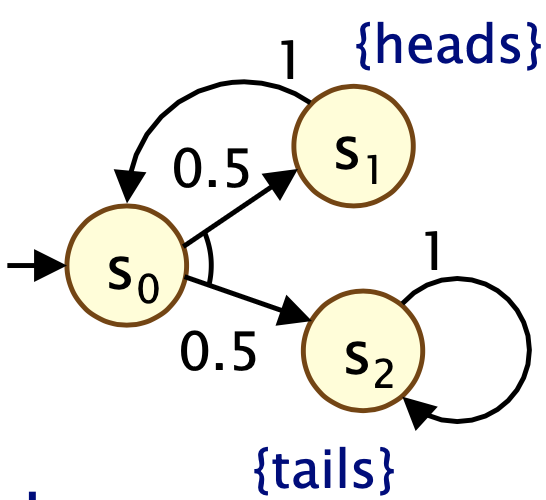 1
{heads}
0.5
s₁
s₀
1
0.5
s₂
{tails}